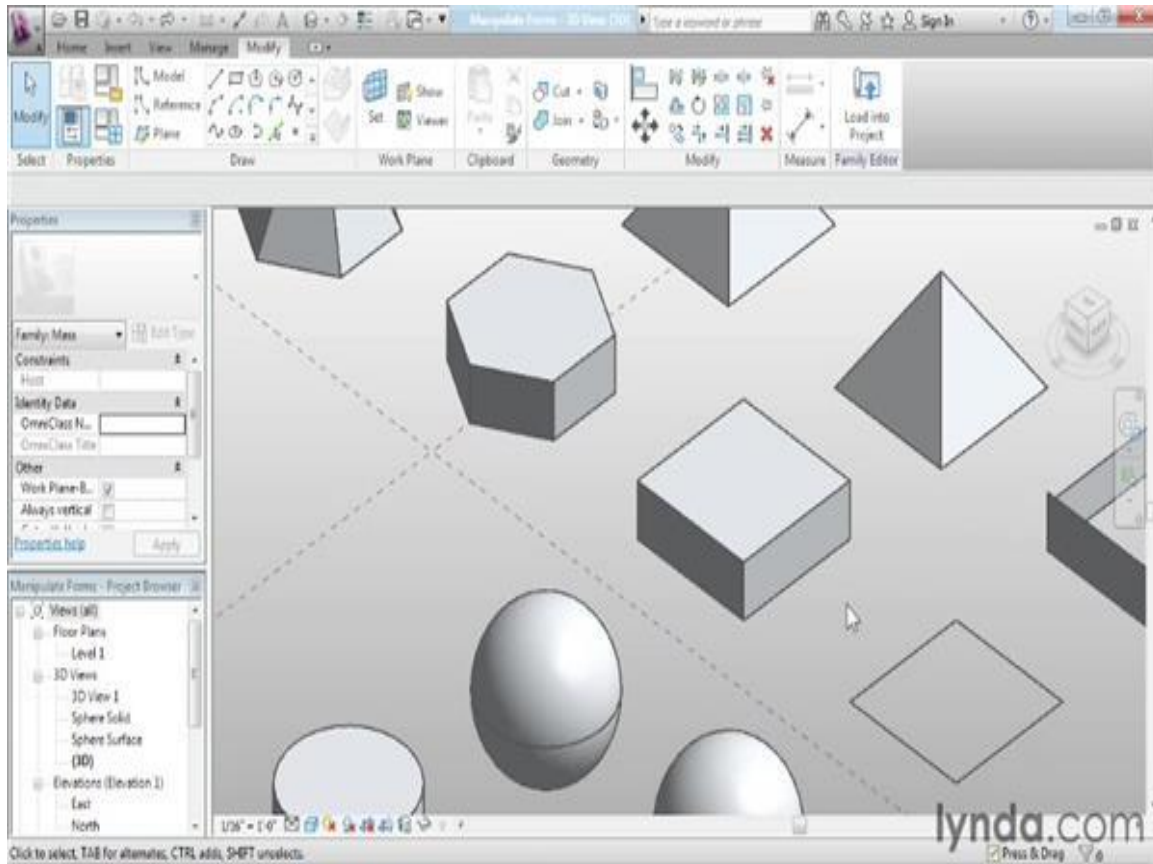 Manipulate Forms - 3D View
Type a keyword or phrase
Sign In
Home Insert View Manage Modify
Modify
Model
Reference
Plane
Set
Show
Viewer
Cut
Join
Load into
Project
Select Properties Draw Work Plane Clipboard Geometry Modify Measure Family Editor
Properties
Family: Mass
Edit Type
Constraints
Host
Identity Data
OmniClass N...
OmniClass Title
Other
Work Plane-B...
Always vertical
Properties help
Apply
Manipulate Forms - Project Browser
Views (all)
Floor Plans
Level 1
3D Views
3D View 1
Sphere Solid
Sphere Surface
{3D}
Elevations (Elevation 1)
East
North
1/16" = 1'-0"
lynda.com
Click to select, TAB for alternates, CTRL adds, SHIFT unselects.
Press & Drag